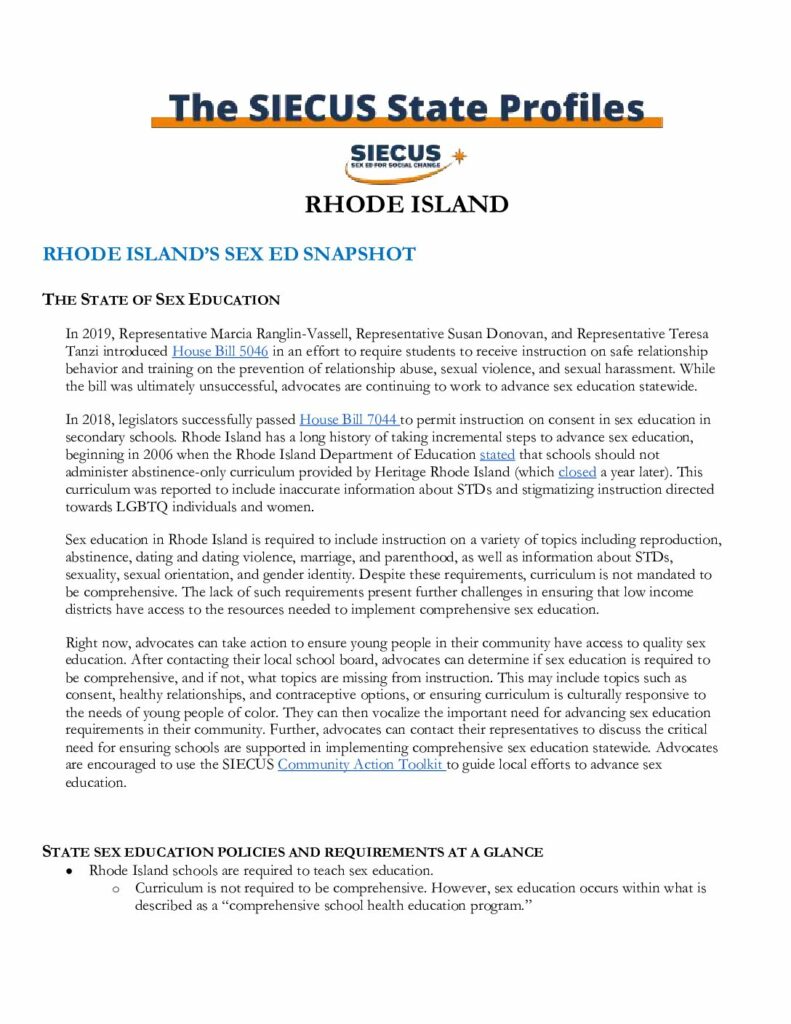 The SIECUS State Profiles
SIECUS
SEX ED FOR SOCIAL CHANGE
RHODE ISLAND
RHODE ISLAND'S SEX ED SNAPSHOT
THE STATE OF SEX EDUCATION
In 2019, Representative Marcia Ranglin-Vassell, Representative Susan Donovan, and Representative Teresa
Tanzi introduced House Bill 5046 in an effort to require students to receive instruction on safe relationship
behavior and training on the prevention of relationship abuse, sexual violence, and sexual harassment. While
the bill was ultimately unsuccessful, advocates are continuing to work to advance sex education statewide.
In 2018, legislators successfully passed House Bill 7044 to permit instruction on consent in sex education in
secondary schools. Rhode Island has a long history of taking incremental steps to advance sex education,
beginning in 2006 when the Rhode Island Department of Education stated that schools should not
administer abstinence-only curriculum provided by Heritage Rhode Island (which closed a year later). This
curriculum was reported to include inaccurate information about STDs and stigmatizing instruction directed
towards LGBTQ individuals and women.
Sex education in Rhode Island is required to include instruction on a variety of topics including reproduction,
abstinence, dating and dating violence, marriage, and parenthood, as well as information about STDs,
sexuality, sexual orientation, and gender identity. Despite these requirements, curriculum is not mandated to
be comprehensive. The lack of such requirements present further challenges in ensuring that low income
districts have access to the resources needed to implement comprehensive sex education.
Right now, advocates can take action to ensure young people in their community have access to quality sex
education. After contacting their local school board, advocates can determine if sex education is required to
be comprehensive, and if not, what topics are missing from instruction. This may include topics such as
consent, healthy relationships, and contraceptive options, or ensuring curriculum is culturally responsive to
the needs of young people of color. They can then vocalize the important need for advancing sex education
requirements in their community. Further, advocates can contact their representatives to discuss the critical
need for ensuring schools are supported in implementing comprehensive sex education statewide. Advocates
are encouraged to use the SIECUS Community Action Toolkit to guide local efforts to advance sex
education.
STATE SEX EDUCATION POLICIES AND REQUIREMENTS AT A GLANCE
• Rhode Island schools are required to teach sex education.
o Curriculum is not required to be comprehensive. However, sex education occurs within what is
described as a “comprehensive school health education program.”